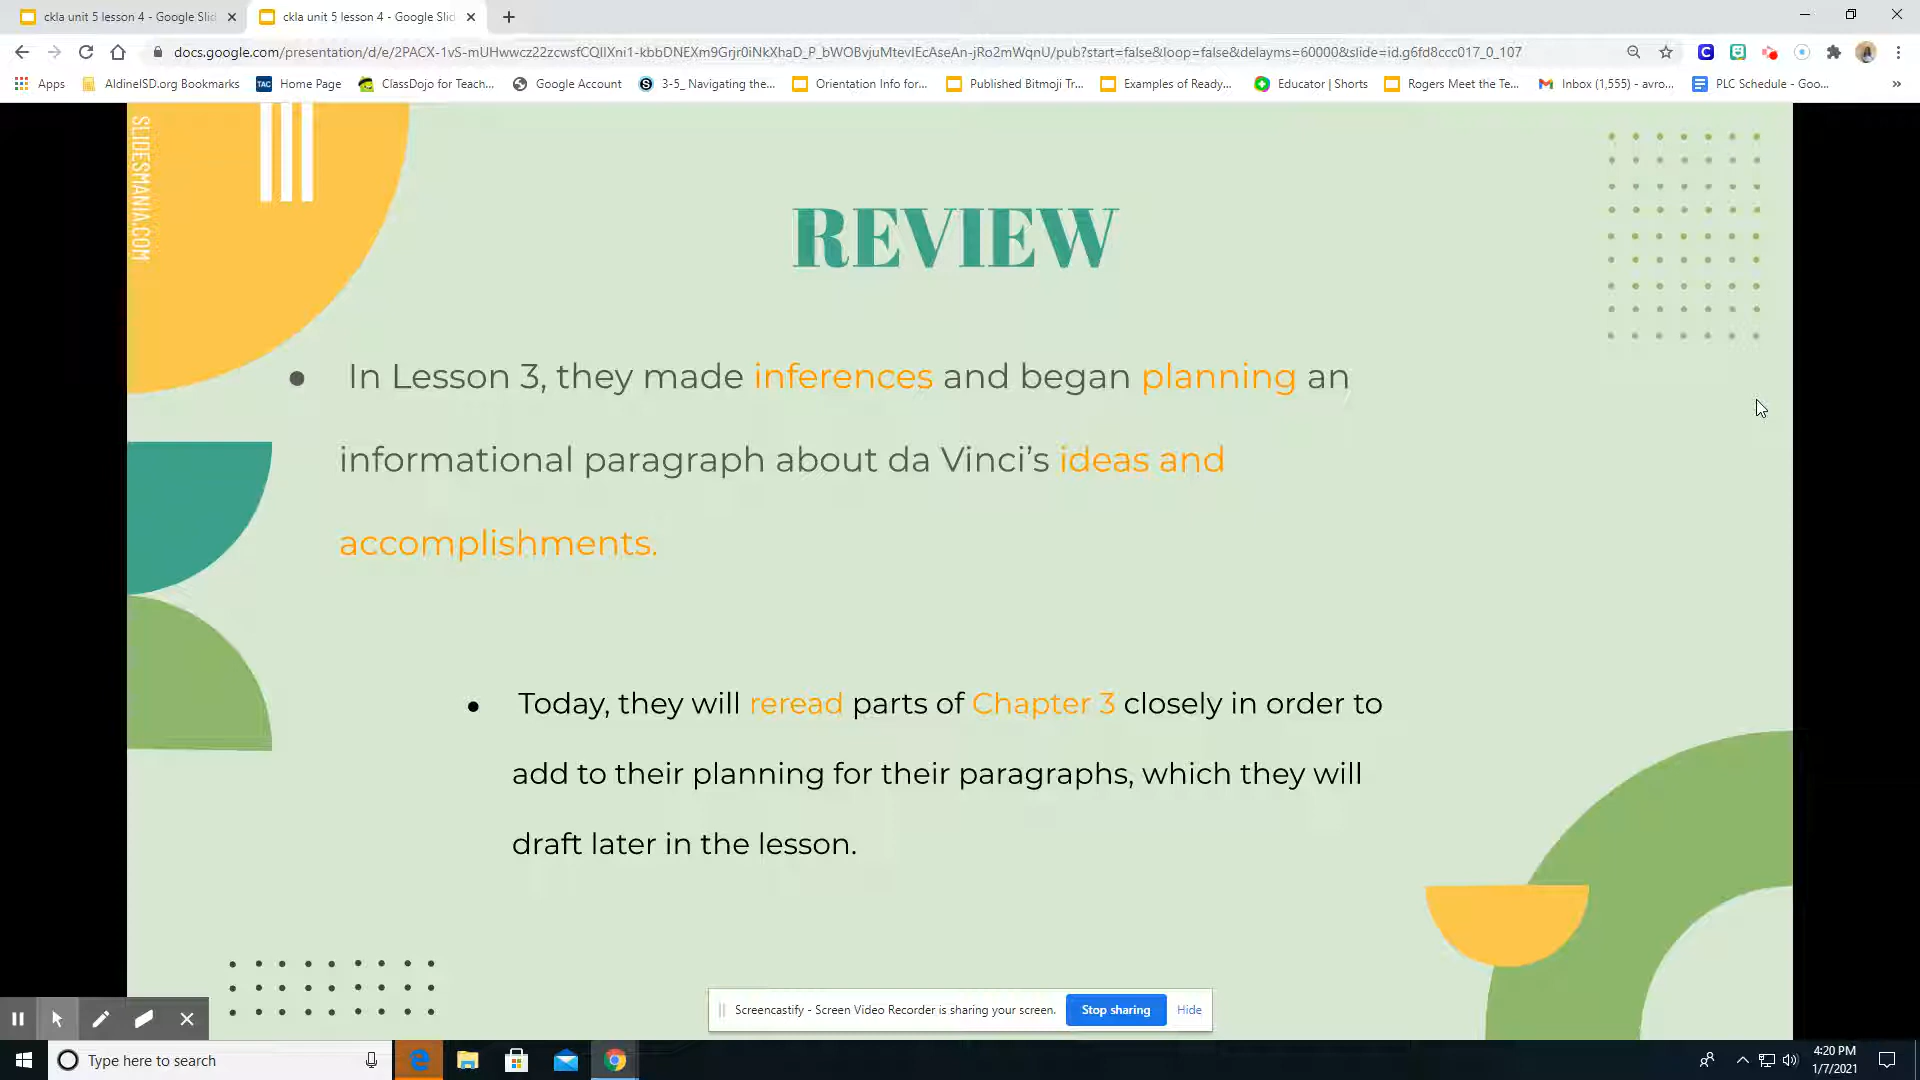 ckla unit 5 lesson 4 - Google Slid
ckla unit 5 lesson 4 - Google Slid
docs.google.com/presentation/d/e/2PACX-1vS-mUHwwcz22zcwsfCQIlXni1-kbbDNEXm9Grjr0iNkXhaD_P_bWOBvjuMtevIEcAseAn-jRo2mWqnU/pub?start=false&loop=false&delayms=60000&slide=id.g6fd8ccc017_0_107
Apps AldineISD.org Bookmarks TAC Home Page ClassDojo for Teach... Google Account 3-5_ Navigating the... Orientation Info for... Published Bitmoji Tr... Examples of Ready... Educator | Shorts Rogers Meet the Te... Inbox (1,555) - avro... PLC Schedule - Goo...
SLIDESMANIA.COM
REVIEW
● In Lesson 3, they made inferences and began planning an
informational paragraph about da Vinci’s ideas and
accomplishments.
● Today, they will reread parts of Chapter 3 closely in order to
add to their planning for their paragraphs, which they will
draft later in the lesson.
Screencastify - Screen Video Recorder is sharing your screen. Stop sharing Hide
Type here to search
4:20 PM
1/7/2021